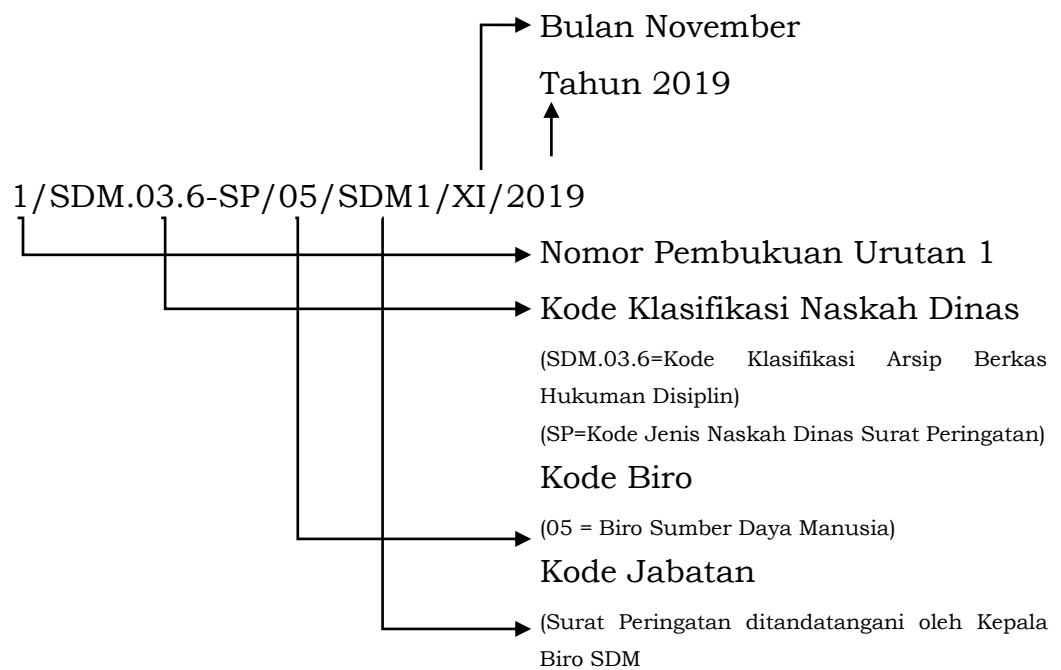 Bulan November
Tahun 2019
1/SDM.03.6-SP/05/SDM1/XI/2019
Nomor Pembukuan Urutan 1
Kode Klasifikasi Naskah Dinas
(SDM.03.6=Kode Klasifikasi Arsip Berkas
Hukuman Disiplin)
(SP=Kode Jenis Naskah Dinas Surat Peringatan)
Kode Biro
(05 = Biro Sumber Daya Manusia)
Kode Jabatan
(Surat Peringatan ditandatangani oleh Kepala
Biro SDM